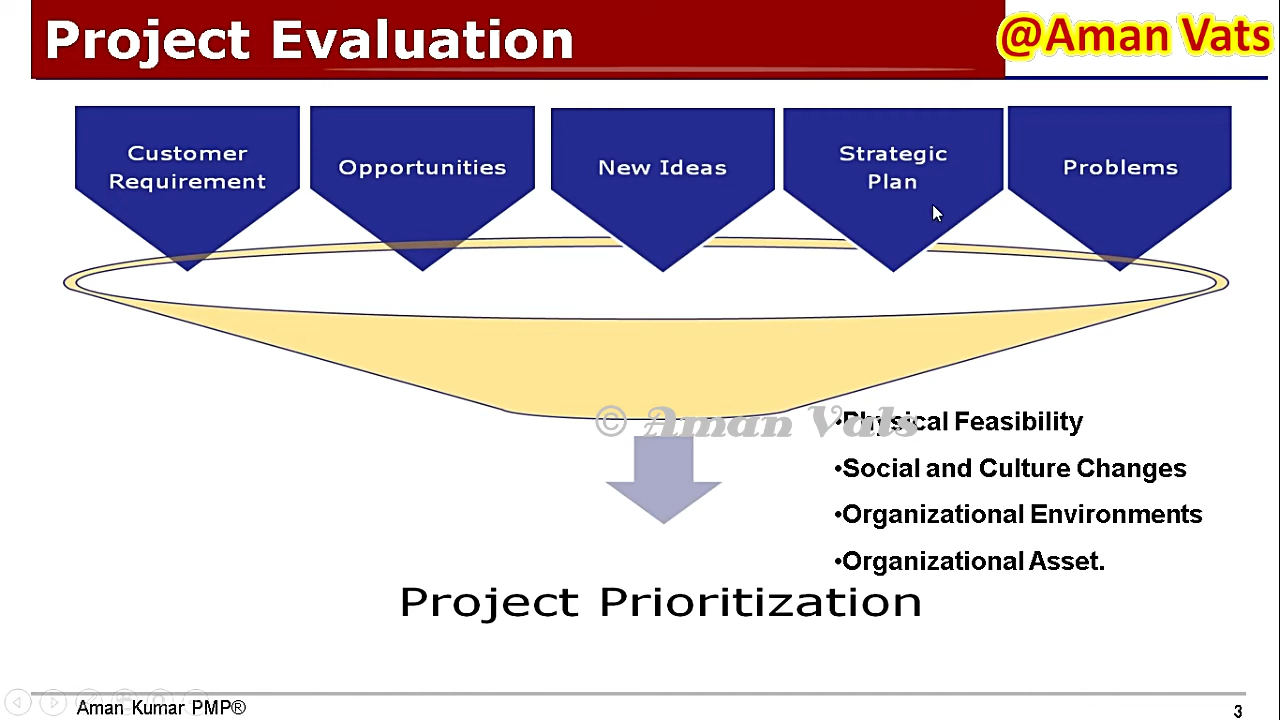 Project Evaluation
@Aman Vats
Customer
Requirement
Opportunities
New Ideas
Strategic
Plan
Problems
© Aman Vats
•Physical Feasibility
•Social and Culture Changes
•Organizational Environments
•Organizational Asset.
Project Prioritization
Aman Kumar PMP®
3